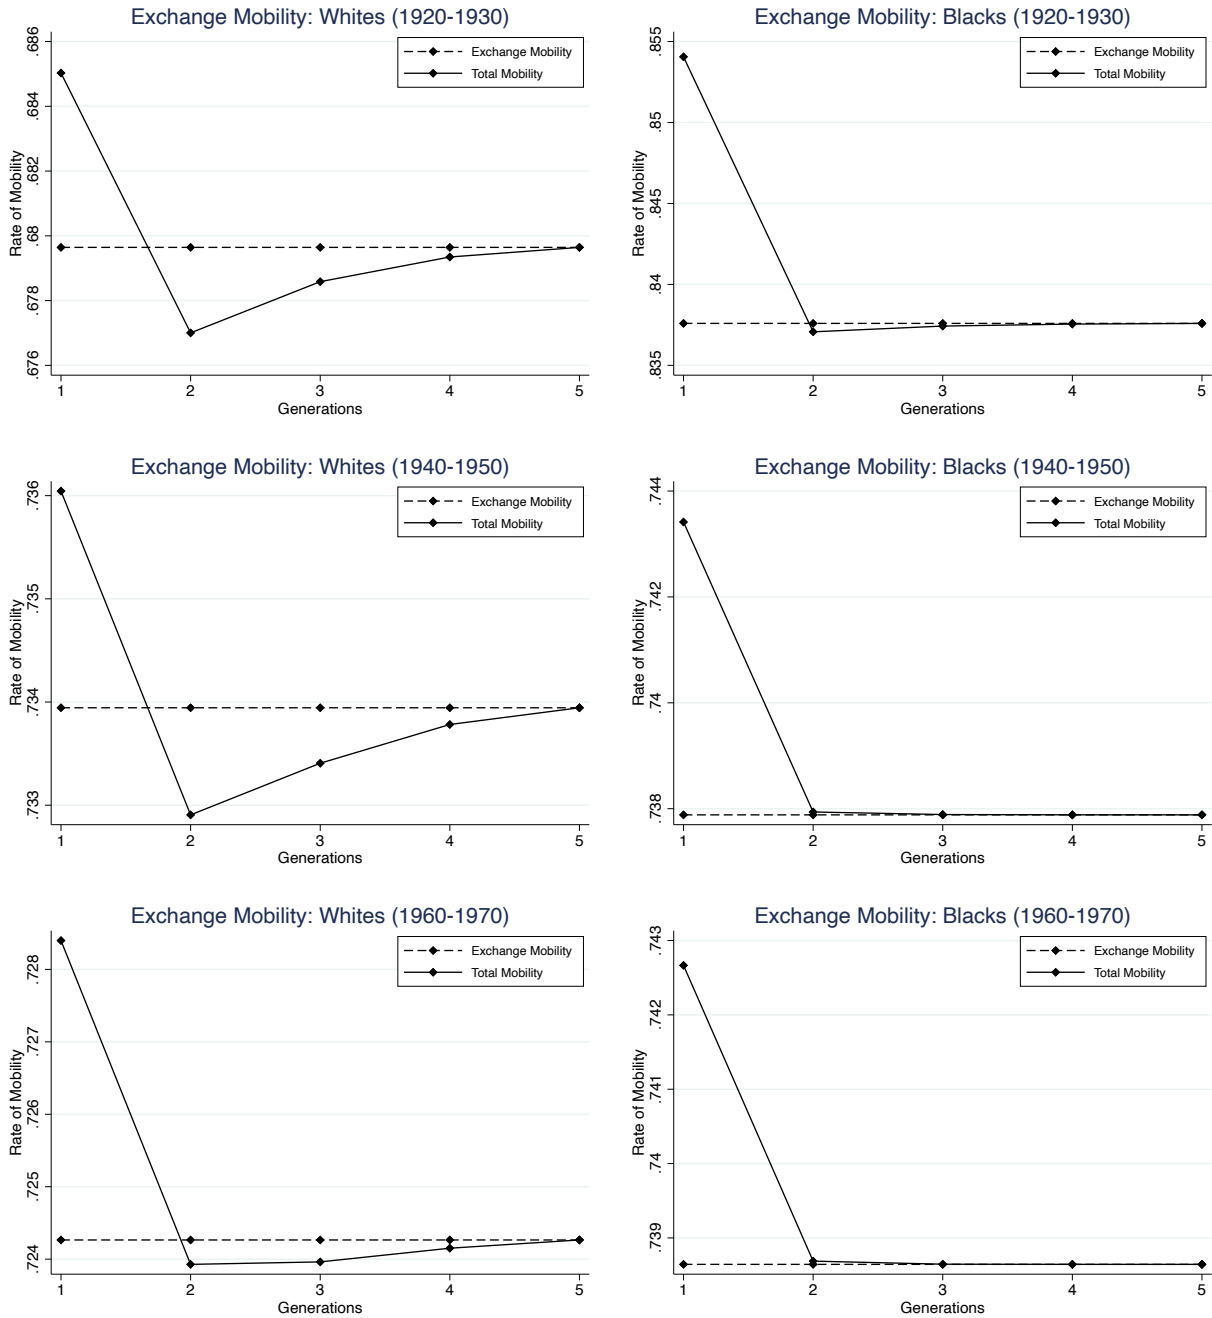 Exchange Mobility: Whites (1920-1930)
Exchange Mobility
Total Mobility
Rate of Mobility
.686
.684
.682
.68
.678
.676
1 2 3 4 5
Generations
Exchange Mobility: Blacks (1920-1930)
Exchange Mobility
Total Mobility
Rate of Mobility
.855
.85
.845
.84
.835
1 2 3 4 5
Generations
Exchange Mobility: Whites (1940-1950)
Exchange Mobility
Total Mobility
Rate of Mobility
.736
.735
.734
.733
1 2 3 4 5
Generations
Exchange Mobility: Blacks (1940-1950)
Exchange Mobility
Total Mobility
Rate of Mobility
.744
.742
.74
.738
1 2 3 4 5
Generations
Exchange Mobility: Whites (1960-1970)
Exchange Mobility
Total Mobility
Rate of Mobility
.728
.727
.726
.725
.724
1 2 3 4 5
Generations
Exchange Mobility: Blacks (1960-1970)
Exchange Mobility
Total Mobility
Rate of Mobility
.743
.742
.741
.74
.739
1 2 3 4 5
Generations